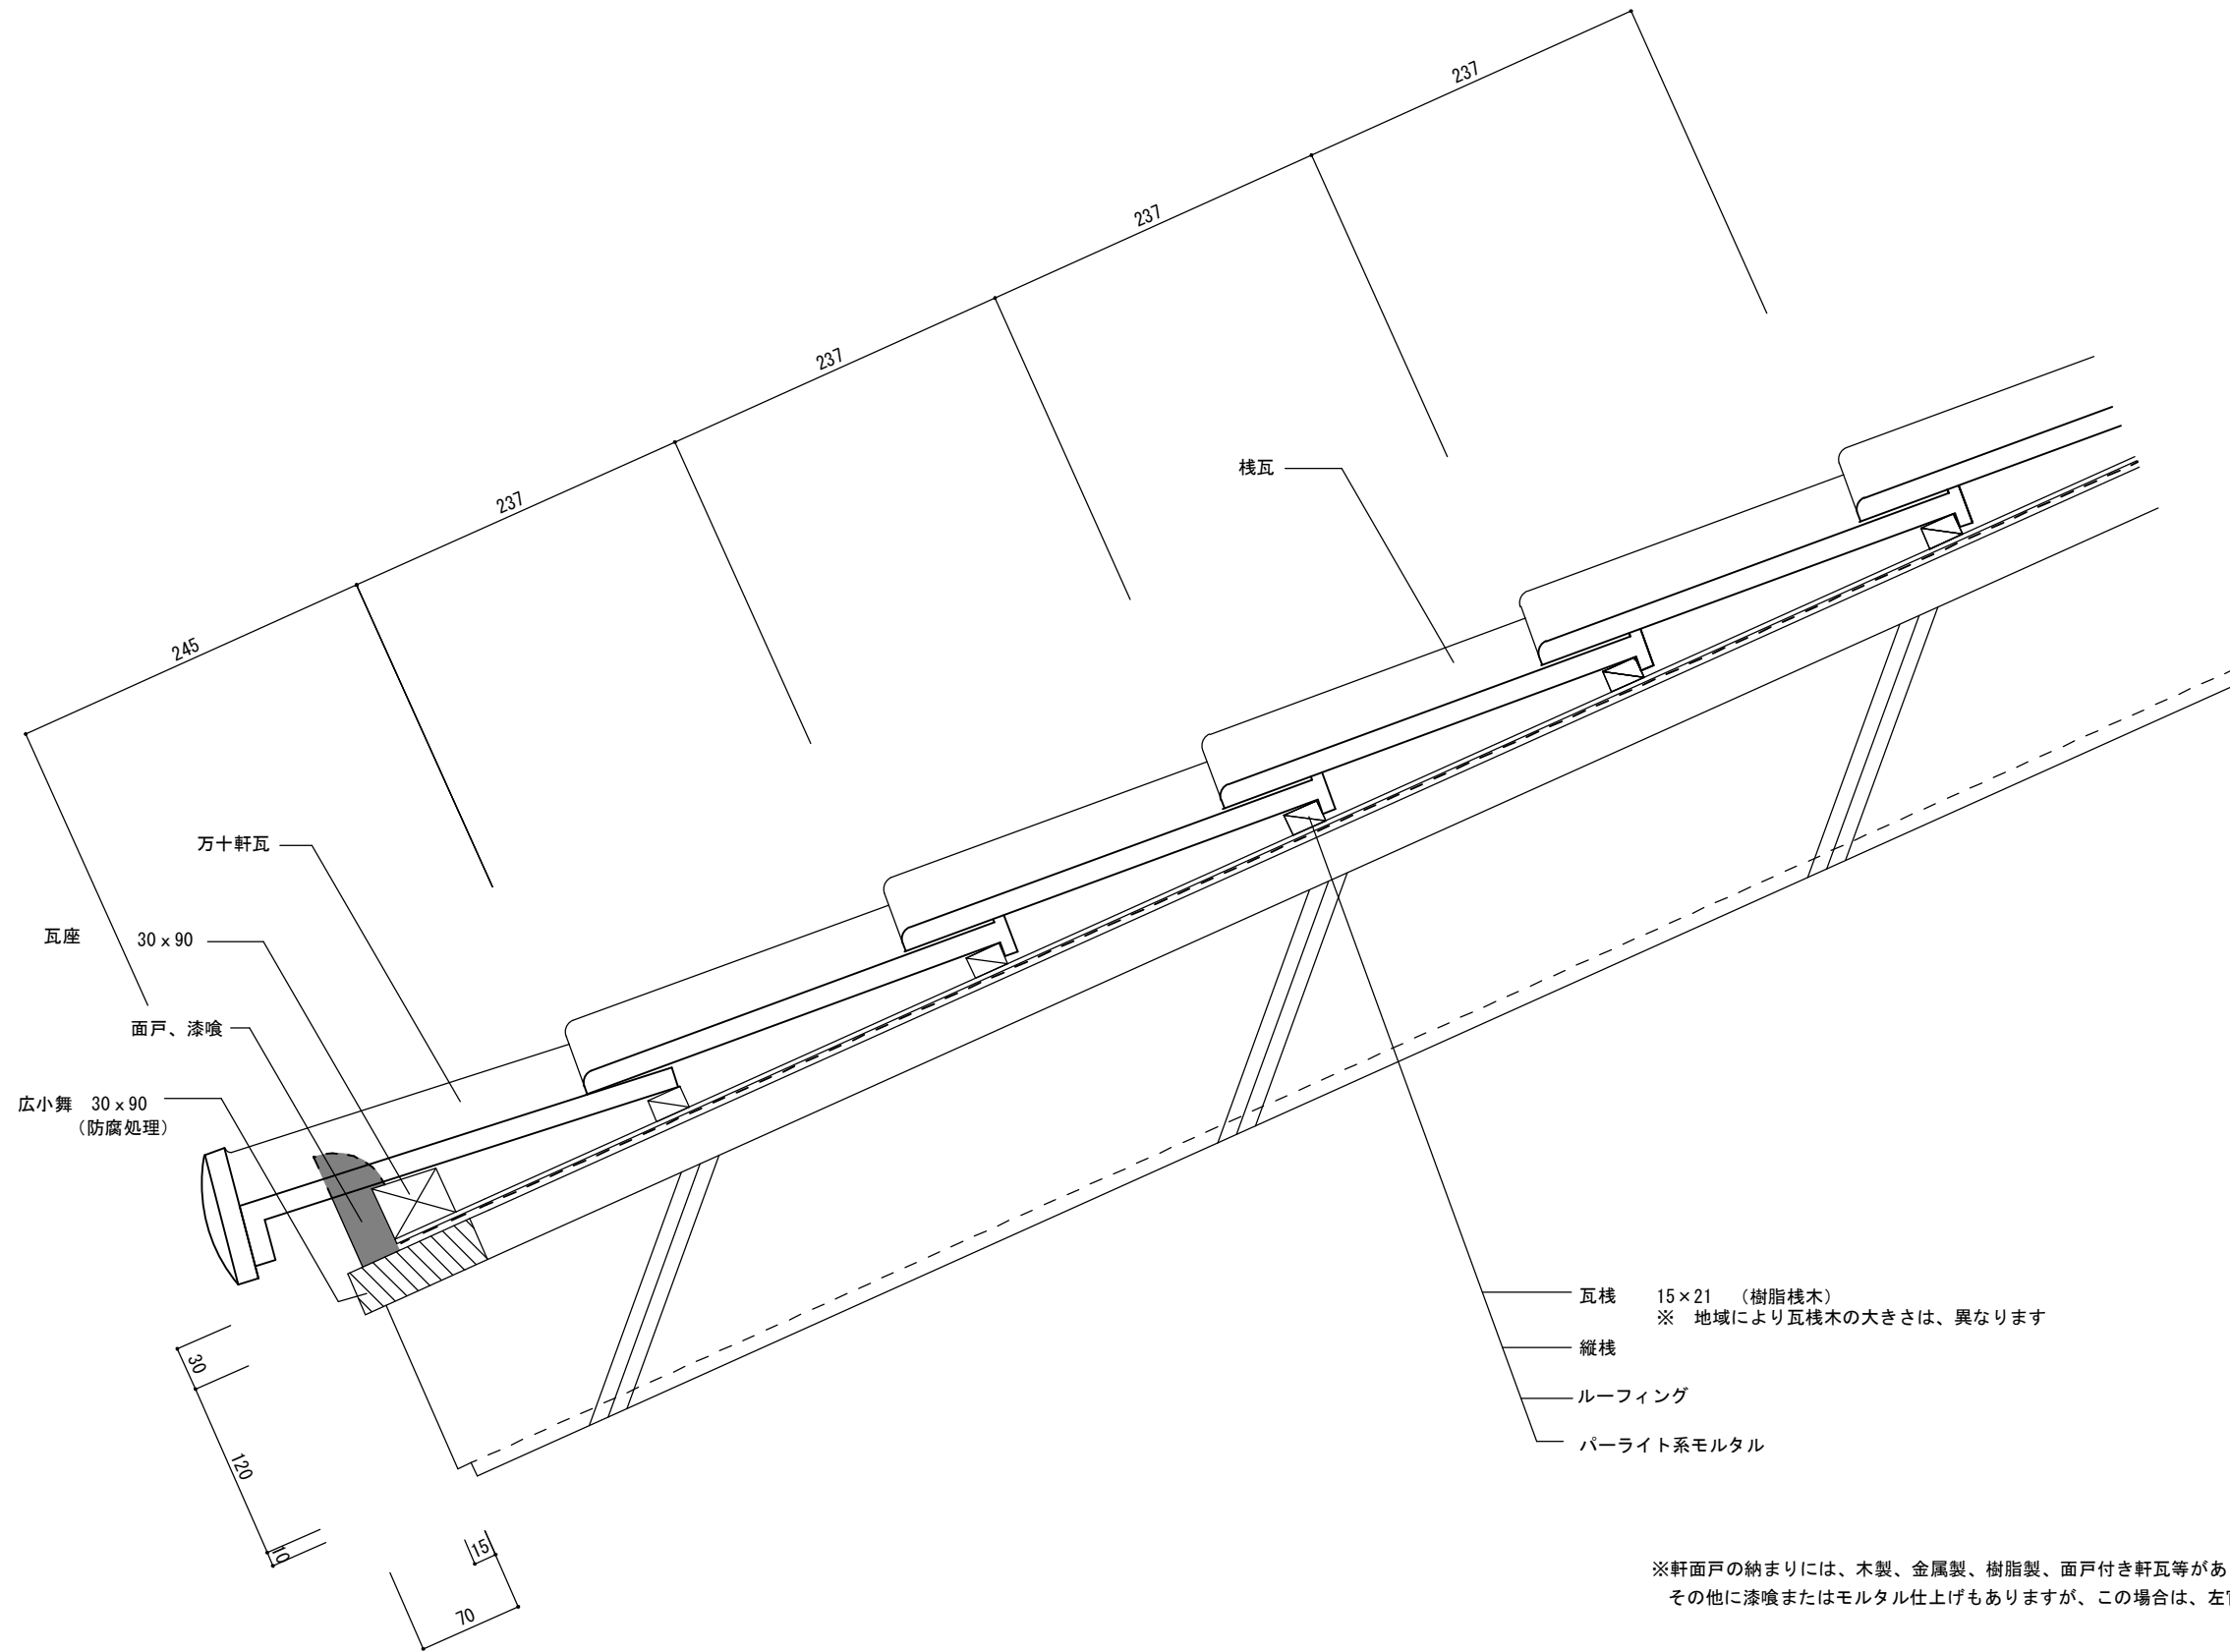 237
237
237
237
245
桟瓦
万十軒瓦
瓦座 30x90
面戸、漆喰
広小舞 30x90
（防腐処理）
瓦桟 15×21 （樹脂桟木）
※ 地域により瓦桟木の大きさは、異なります
縦桟
ルーフィング
パーライト系モルタル
30
120
10
15
70
※軒面戸の納まりには、木製、金属製、樹脂製、面戸付き軒瓦等があ
その他に漆喰またはモルタル仕上げもありますが、この場合は、左